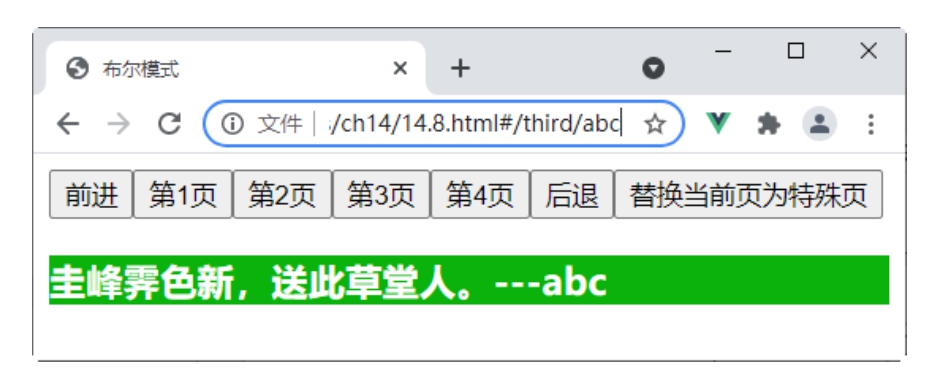 布尔模式
文件 /ch14/14.8.html#/third/abc
前进 第1页 第2页 第3页 第4页 后退 替换当前页为特殊页
圭峰霁色新，送此草堂人。---abc